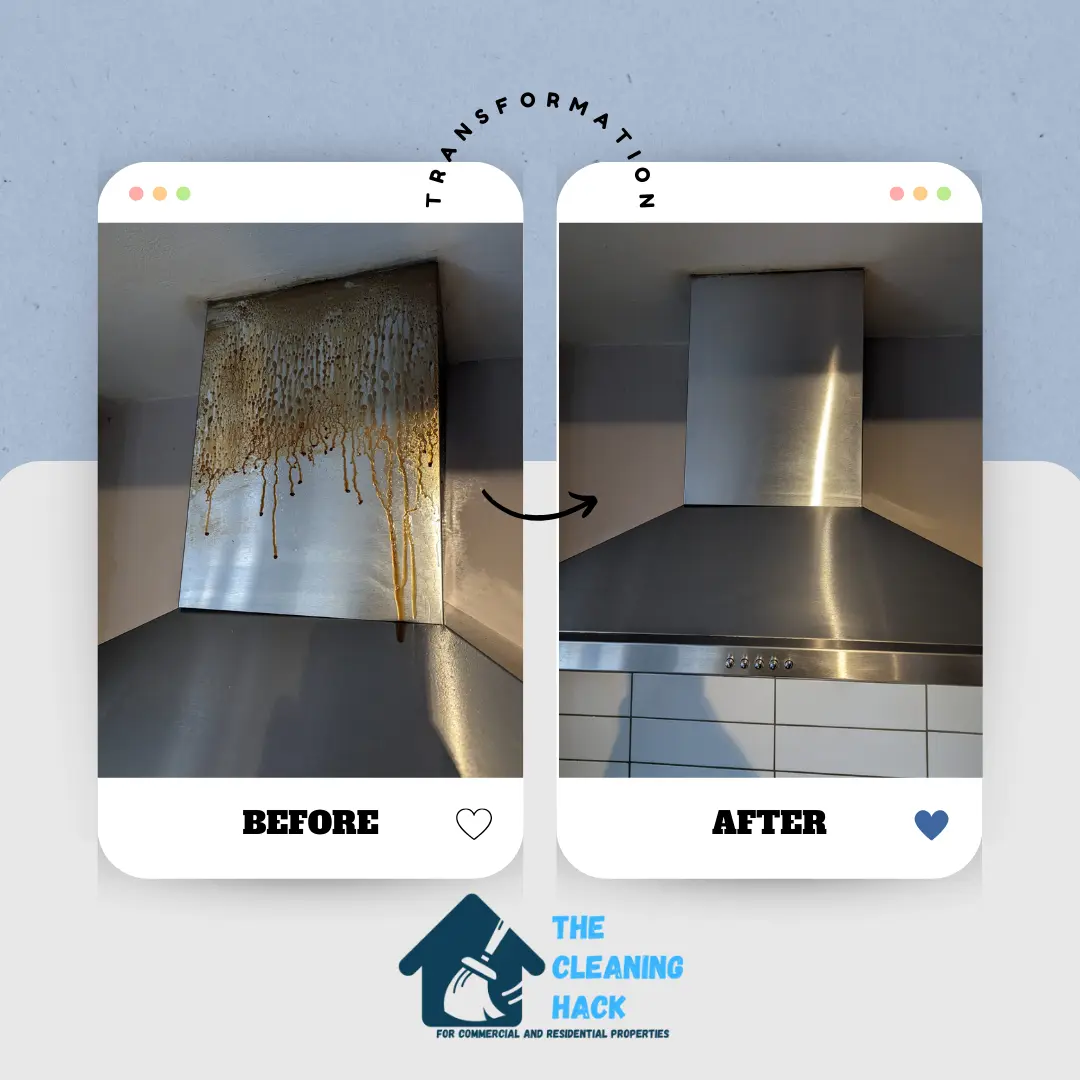 TRANSFORMATION
BEFORE
AFTER
THE
CLEANING
HACK
FOR COMMERCIAL AND RESIDENTIAL PROPERTIES